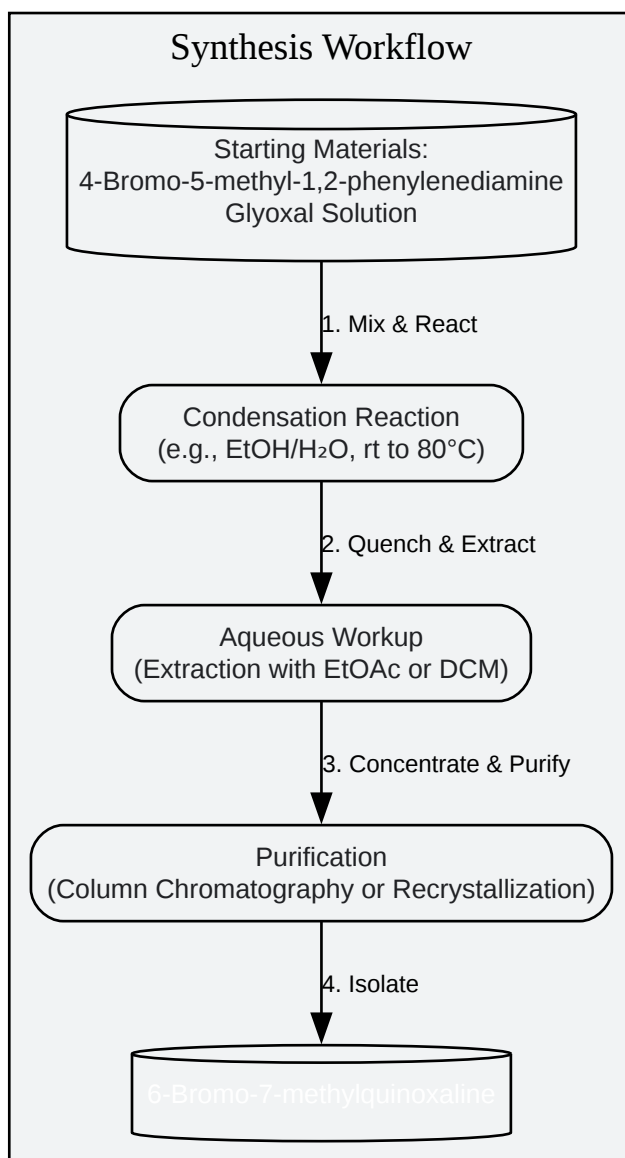 Synthesis Workflow
Starting Materials:
4-Bromo-5-methyl-1,2-phenylenediamine
Glyoxal Solution
1. Mix & React
Condensation Reaction
(e.g., EtOH/H₂O, rt to 80°C)
2. Quench & Extract
Aqueous Workup
(Extraction with EtOAc or DCM)
3. Concentrate & Purify
Purification
(Column Chromatography or Recrystallization)
4. Isolate
6-Bromo-7-methylquinoxaline